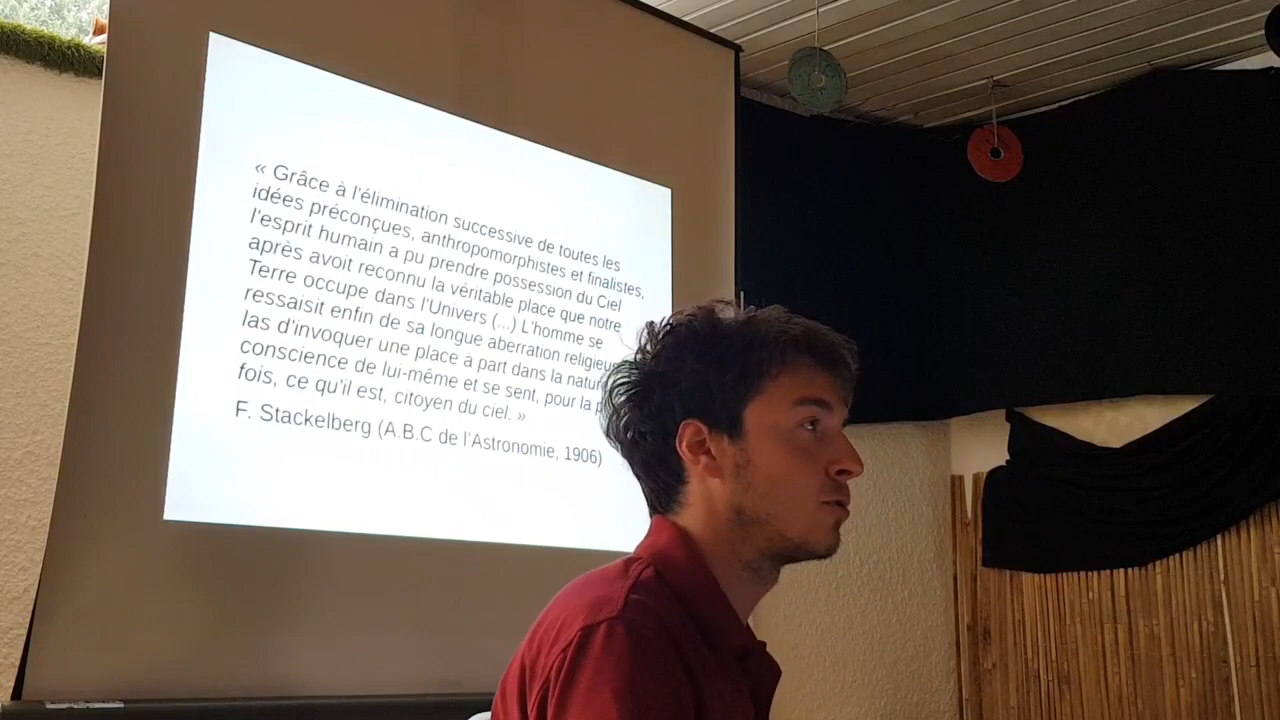 « Grâce à l'élimination successive de toutes les
idées préconçues, anthropomorphistes et finalistes,
l'esprit humain a pu prendre possession du Ciel
après avoit reconnu la véritable place que notre
Terre occupe dans l'Univers (...) L'homme se
ressaisit enfin de sa longue aberration
las d'invoquer une place à part dans la
conscience de lui-même et se sent, pour la
fois, ce qu'il est, citoyen du ciel. »
F. Stackelberg (A.B.C de l'Astronomie, 1906)